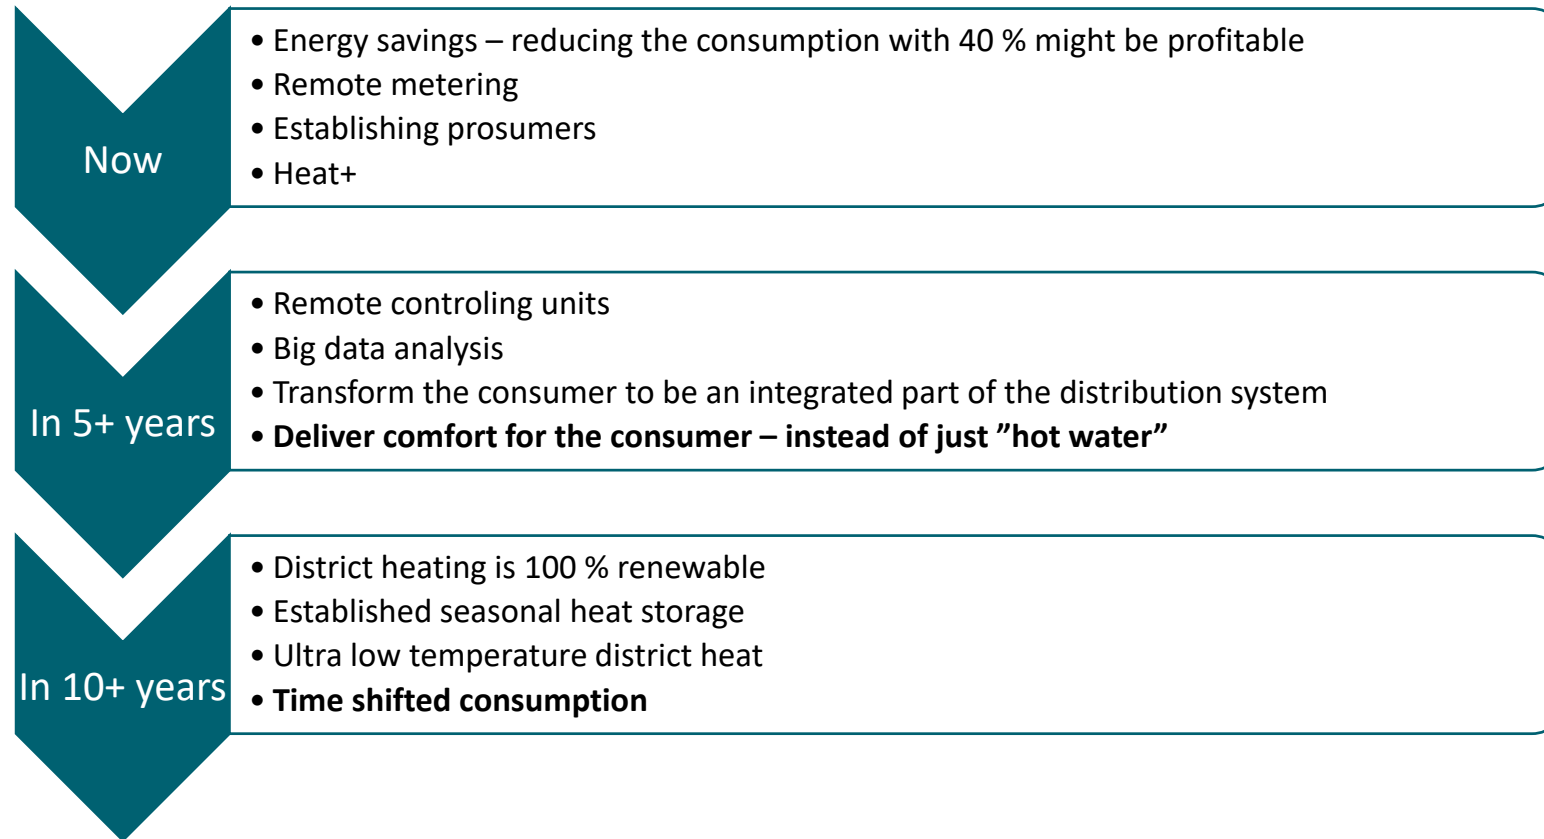 Now
• Energy savings – reducing the consumption with 40 % might be profitable
• Remote metering
• Establishing prosumers
• Heat+
In 5+ years
• Remote controling units
• Big data analysis
• Transform the consumer to be an integrated part of the distribution system
• Deliver comfort for the consumer – instead of just ”hot water”
In 10+ years
• District heating is 100 % renewable
• Established seasonal heat storage
• Ultra low temperature district heat
• Time shifted consumption